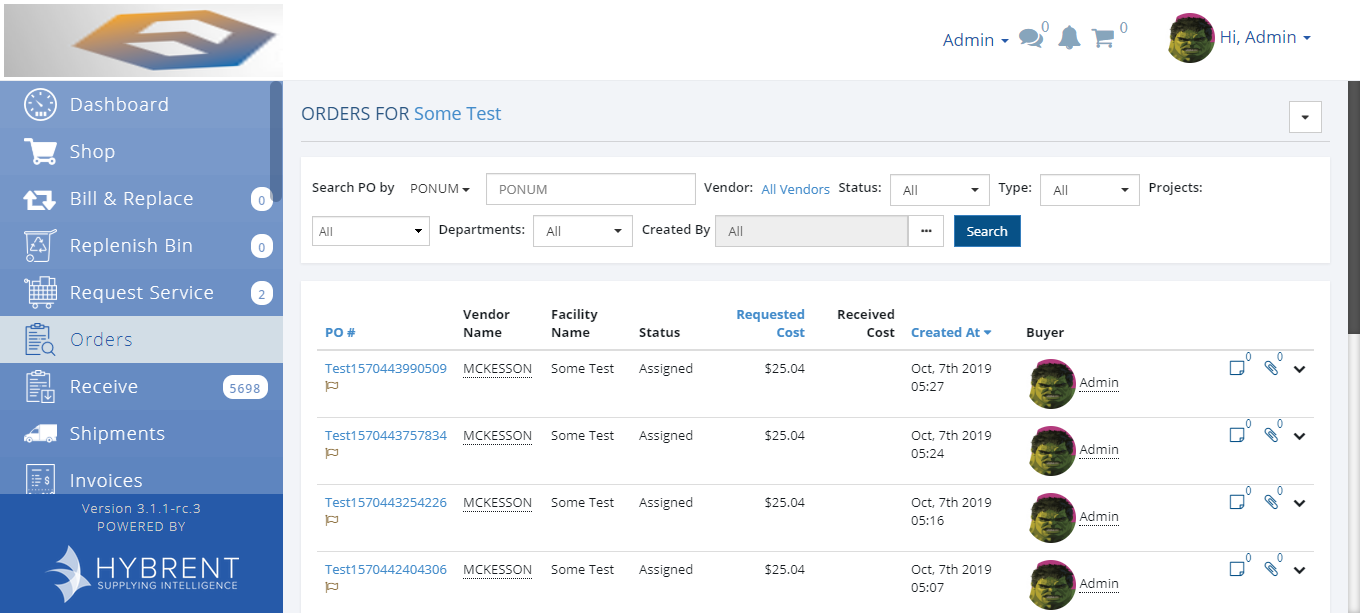 Admin
0
0
Hi, Admin
Dashboard
Shop
Bill & Replace 0
Replenish Bin 0
Request Service 2
Orders
Receive 5698
Shipments
Invoices
Version 3.1.1-rc.3
POWERED BY
HYBRENT
SUPPLYING INTELLIGENCE
ORDERS FOR Some Test
Search PO by PONUM PONUM Vendor: All Vendors Status: All Type: All Projects:
All Departments: All Created By All ... Search
PO # Vendor Name Facility Name Status Requested Cost Received Cost Created At Buyer
Test1570443990509 MCKESSON Some Test Assigned $25.04 Oct, 7th 2019 Admin 0 0
05:27
Test1570443757834 MCKESSON Some Test Assigned $25.04 Oct, 7th 2019 Admin 0 0
05:24
Test1570443254226 MCKESSON Some Test Assigned $25.04 Oct, 7th 2019 Admin 0 0
05:16
Test1570442404306 MCKESSON Some Test Assigned $25.04 Oct, 7th 2019 Admin 0 0
05:07